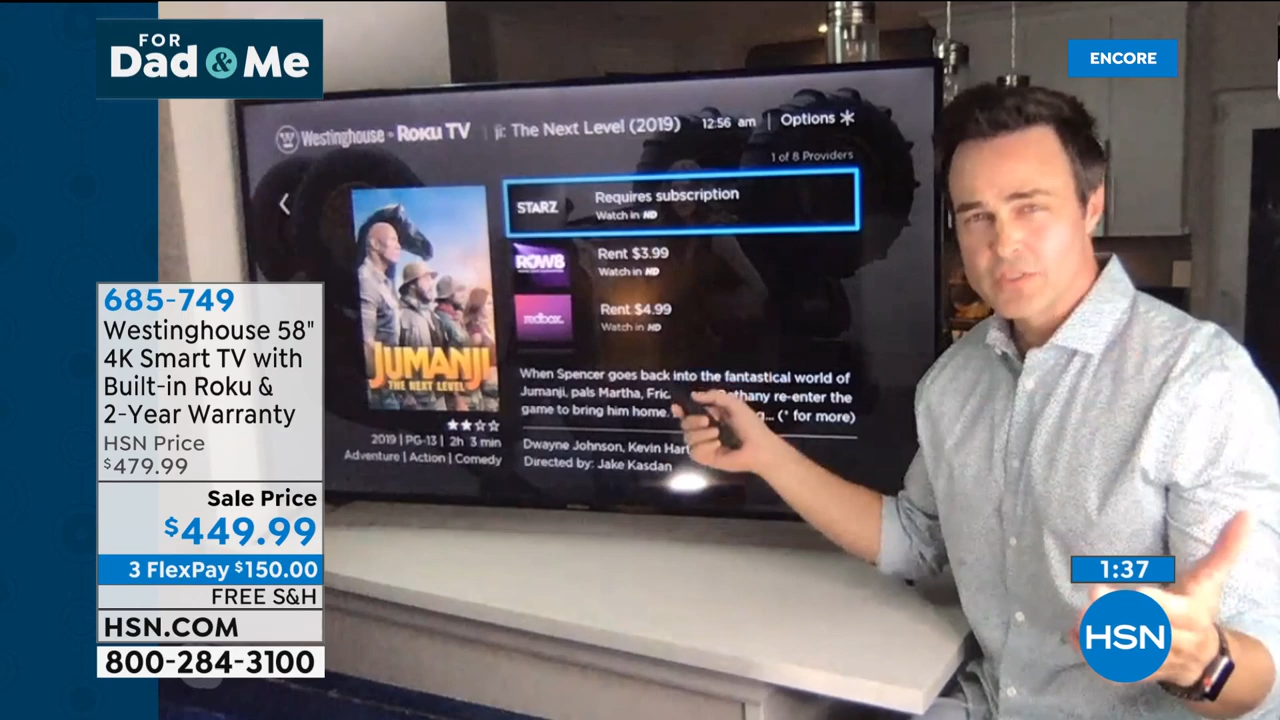 FOR
Dad & Me
ENCORE
Westinghouse Roku TV
ji: The Next Level (2019)
12:56 am
Options
1 of 8 Providers
STARZ
Requires subscription
Watch in HD
ROW8
Rent $3.99
Watch in HD
redbox.
Rent $4.99
Watch in HD
JUMANJI
THE NEXT LEVEL
2019 | PG-13 | 2h 3 min
Adventure | Action | Comedy
When Spencer goes back into the fantastical world of
Jumanji, pals Martha, re-enter the
game to bring him home. ... (* for more)
Dwayne Johnson, Kevin Hart
Directed by: Jake Kasdan
685-749
Westinghouse 58"
4K Smart TV with
Built-in Roku &
2-Year Warranty
HSN Price
$479.99
Sale Price
$449.99
3 FlexPay $150.00
FREE S&H
HSN.COM
800-284-3100
1:37
HSN